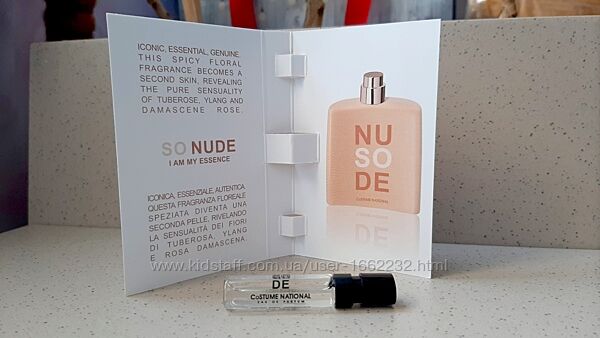 ICONIC, ESSENTIAL, GENUINE,
THIS SPICY FLORAL
FRAGRANCE BECOMES A
SECOND SKIN, REVEALING
THE PURE SENSUALITY
OF TUBEROSE, YLANG AND
DAMASCENE ROSE.
SO NUDE
I AM MY ESSENCE
ICONICA, ESSENZIALE, AUTENTICA
QUESTA FRAGRANZA FLOREALE
SPEZIATA DIVENTA UNA
SECONDA PELLE, RIVELANDO
LA SENSUALITÀ DEI FIORI
DI TUBEROSA, YLANG
E ROSA DAMASCENA.
NU
SO
DE
CoSTUME NATIONAL
www.kidstaff.com.ua/user-1662232.html
DE
CoSTUME NATIONAL
EAU DE PARFUM